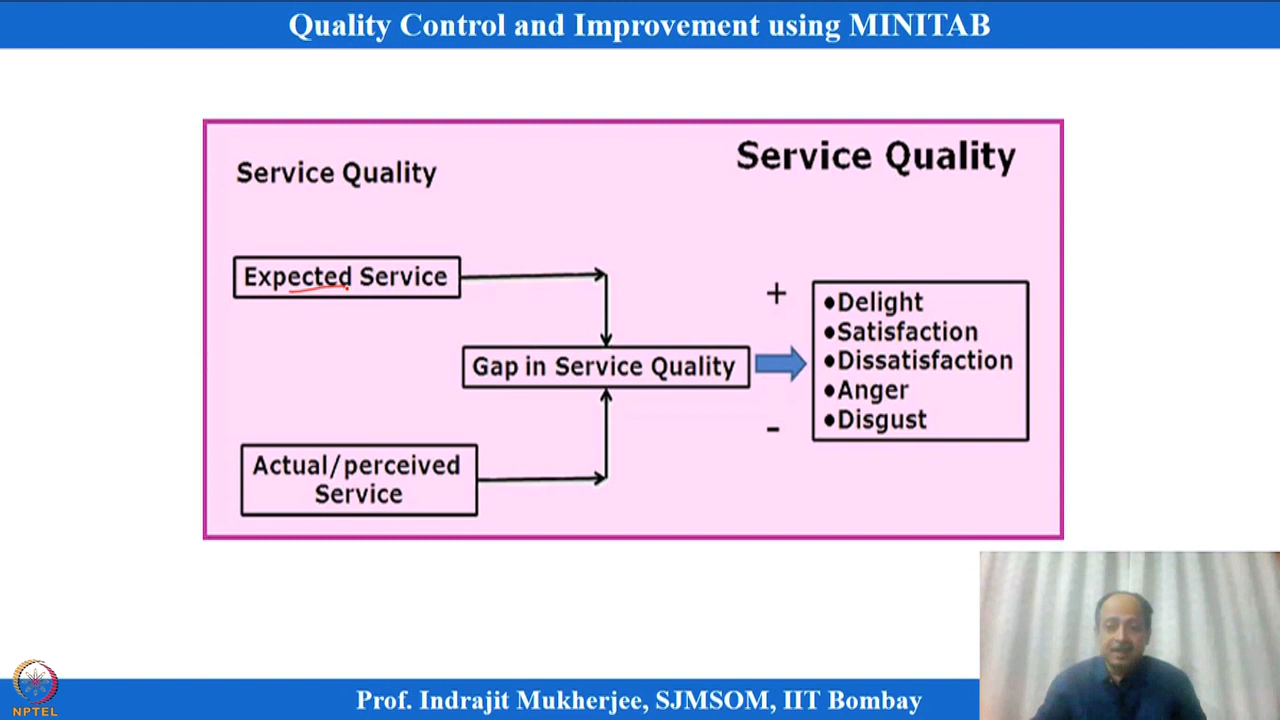 Quality Control and Improvement using MINITAB
Service Quality
Service Quality
Expected Service
Gap in Service Quality
Actual/perceived
Service
+
-
•Delight
•Satisfaction
•Dissatisfaction
•Anger
•Disgust
NPTEL
Prof. Indrajit Mukherjee, SJMSOM, IIT Bombay